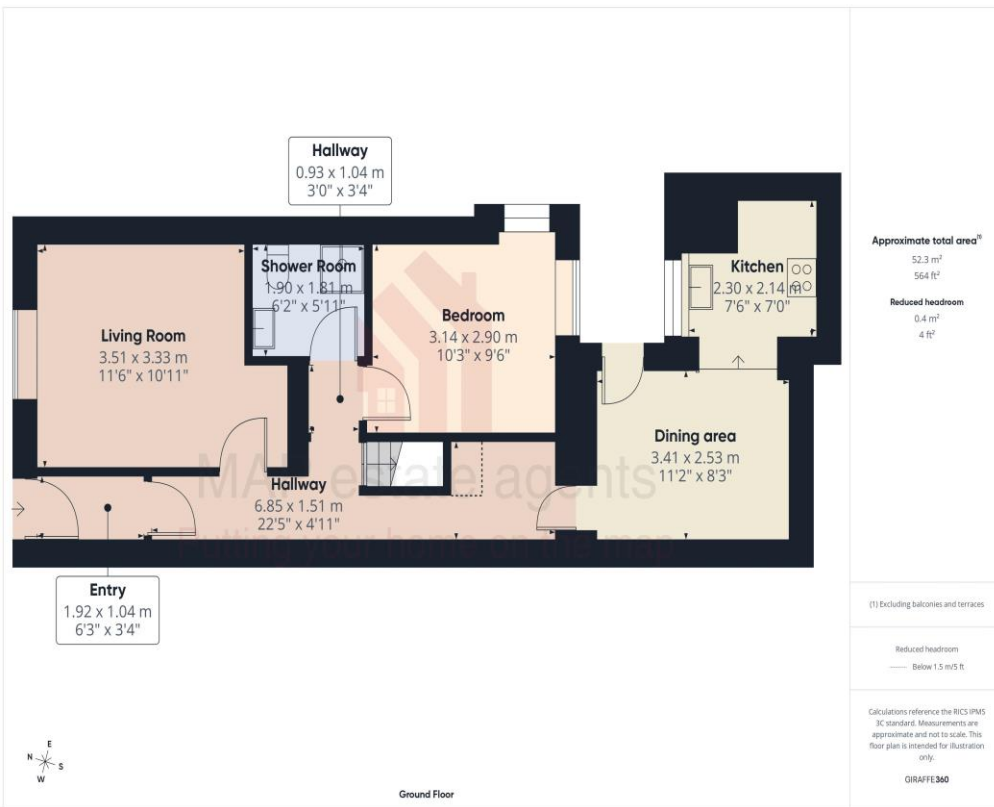 Hallway
0.93 x 1.04 m
3'0" x 3'4"
Shower Room
1.90 x 1.81 m
6'2" x 5'11"
Living Room
3.51 x 3.33 m
11'6" x 10'11"
Bedroom
3.14 x 2.90 m
10'3" x 9'6"
Kitchen
2.30 x 2.14 m
7'6" x 7'0"
Dining area
3.41 x 2.53 m
11'2" x 8'3"
MAP estate agents
Putting your home on the map
Hallway
6.85 x 1.51 m
22'5" x 4'11"
Entry
1.92 x 1.04 m
6'3" x 3'4"
N E S W
Ground Floor
Approximate total area⁽¹⁾
52.3 m²
564 ft²
Reduced headroom
0.4 m²
4 ft²
(1) Excluding balconies and terraces
Reduced headroom
Below 1.5 m/5 ft
Calculations reference the RICS IPMS
3C standard. Measurements are
approximate and not to scale. This
floor plan is intended for illustration
only.
GIRAFFE360